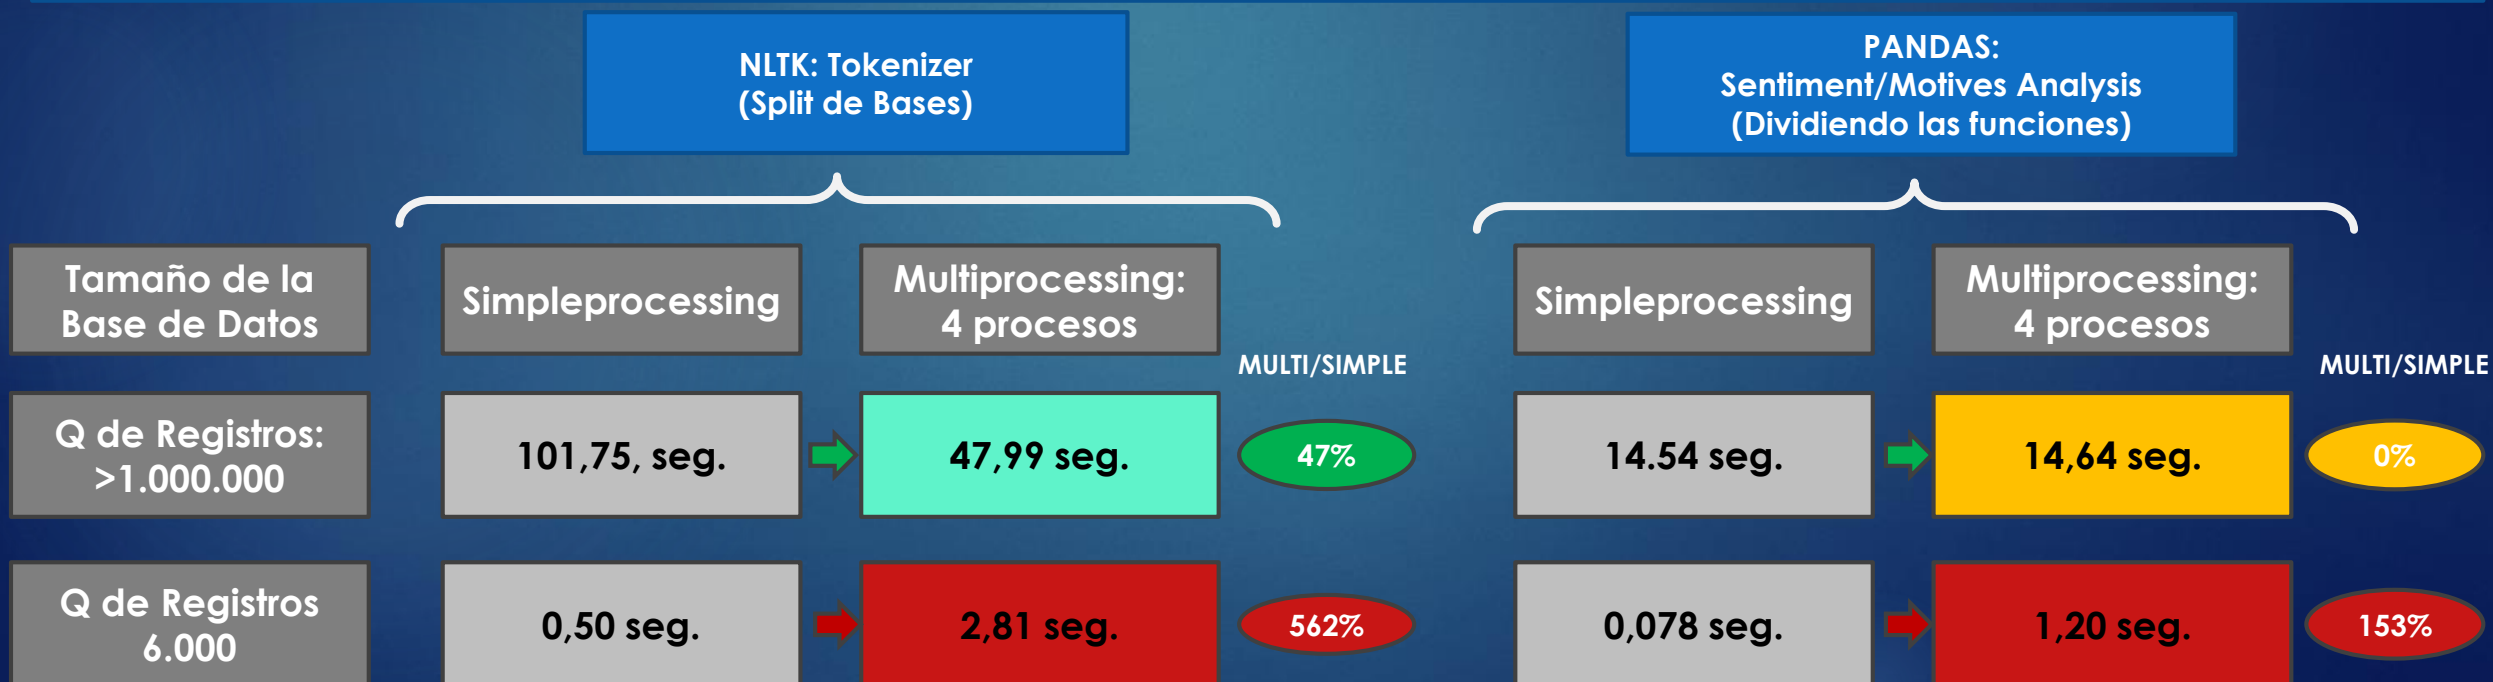 NLTK: Tokenizer
(Split de Bases)
PANDAS:
Sentiment/Motives Analysis
(Dividiendo las funciones)
Tamaño de la
Base de Datos
Simpleprocessing
Multiprocessing:
4 procesos
MULTI/SIMPLE
Simpleprocessing
Multiprocessing:
4 procesos
MULTI/SIMPLE
Q de Registros:
>1.000.000
101,75, seg.
47,99 seg.
47%
14.54 seg.
14,64 seg.
0%
Q de Registros
6.000
0,50 seg.
2,81 seg.
562%
0,078 seg.
1,20 seg.
153%